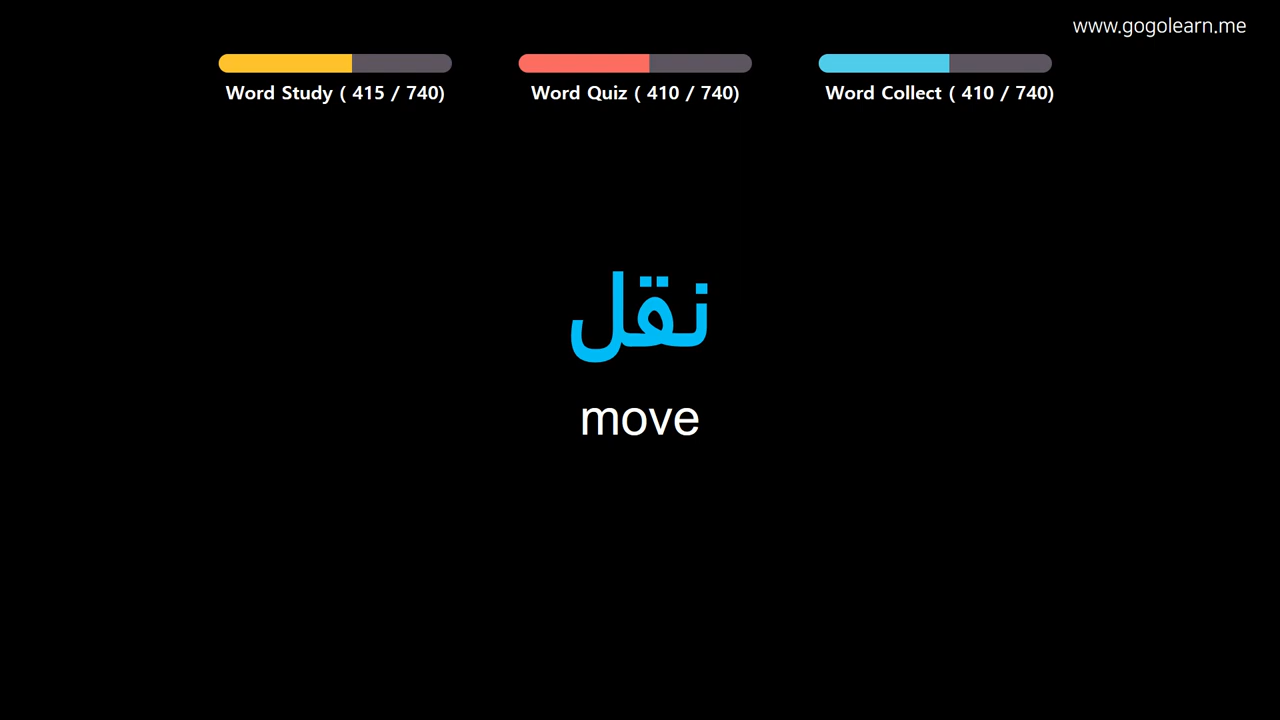 www.gogolearn.me
Word Study ( 415 / 740)
Word Quiz ( 410 / 740)
Word Collect ( 410 / 740)
نقل
move